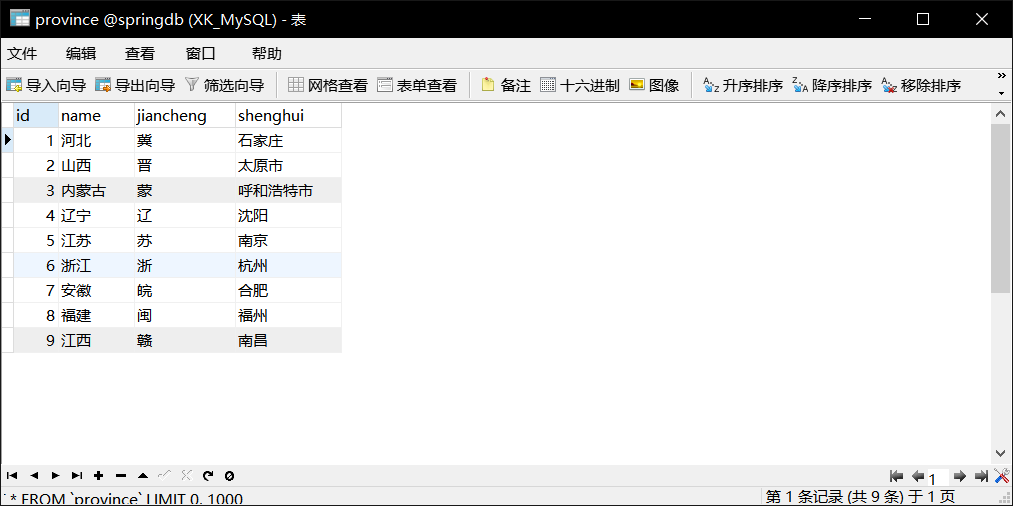 province @springdb (XK_MySQL) - 表
文件 编辑 查看 窗口 帮助
导入向导 导出向导 筛选向导 网格查看 表单查看 备注 十六进制 图像 升序排序 降序排序 移除排序
id name jiancheng shenghui
1 河北 冀 石家庄
2 山西 晋 太原市
3 内蒙古 蒙 呼和浩特市
4 辽宁 辽 沈阳
5 江苏 苏 南京
6 浙江 浙 杭州
7 安徽 皖 合肥
8 福建 闽 福州
9 江西 赣 南昌
1
* FROM `province` LIMIT 0, 1000 第 1 条记录 (共 9 条) 于 1 页